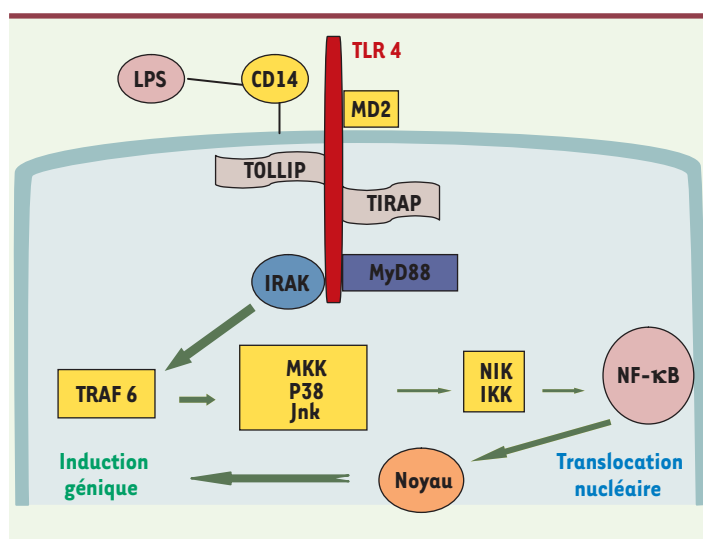 TLR 4
LPS
CD14
MD2
TOLLIP
TIRAP
IRAK
MyD88
TRAF 6
MKK
P38
Jnk
NIK
IKK
NF-κB
Induction
génique
Noyau
Translocation
nucléaire